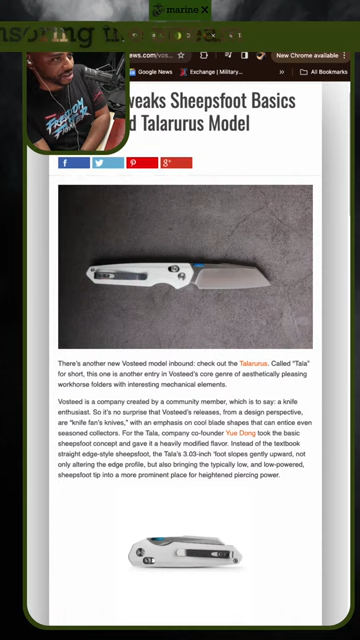 marine X
news.com/vos...
New Chrome available
Google News
Exchange | Military...
All Bookmarks
weaks Sheepsfoot Basics
d Talarurus Model
FREEDOM
FIGHTER
There's another new Vosteed model inbound: check out the Talarurus. Called "Tala"
for short, this one is another entry in Vosteed's core genre of aesthetically pleasing
workhorse folders with interesting mechanical elements.
Vosteed is a company created by a community member, which is to say: a knife
enthusiast. So it's no surprise that Vosteed's releases, from a design perspective,
are "knife fan's knives," with an emphasis on cool blade shapes that can entice even
seasoned collectors. For the Tala, company co-founder Yue Dong took the basic
sheepsfoot concept and gave it a heavily modified flavor. Instead of the textbook
straight edge-style sheepsfoot, the Tala's 3.03-inch 'foot slopes gently upward, not
only altering the edge profile, but also bringing the typically low, and low-powered,
sheepsfoot tip into a more prominent place for heightened piercing power.